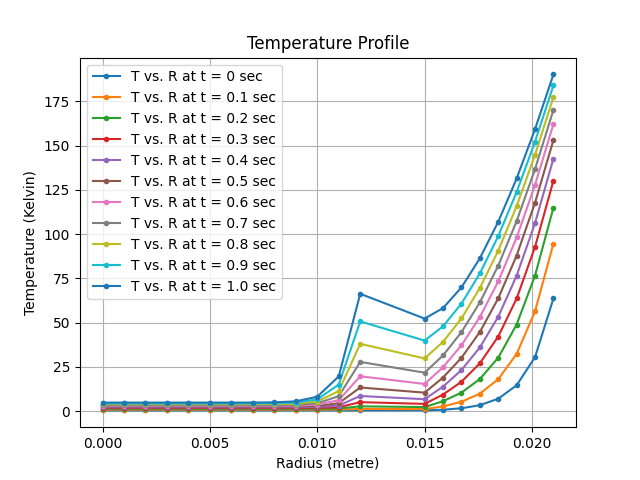 Temperature Profile
T vs. R at t = 0 sec
T vs. R at t = 0.1 sec
T vs. R at t = 0.2 sec
T vs. R at t = 0.3 sec
T vs. R at t = 0.4 sec
T vs. R at t = 0.5 sec
T vs. R at t = 0.6 sec
T vs. R at t = 0.7 sec
T vs. R at t = 0.8 sec
T vs. R at t = 0.9 sec
T vs. R at t = 1.0 sec
Temperature (Kelvin)
175
150
125
100
75
50
25
0
0.000 0.005 0.010 0.015 0.020
Radius (metre)